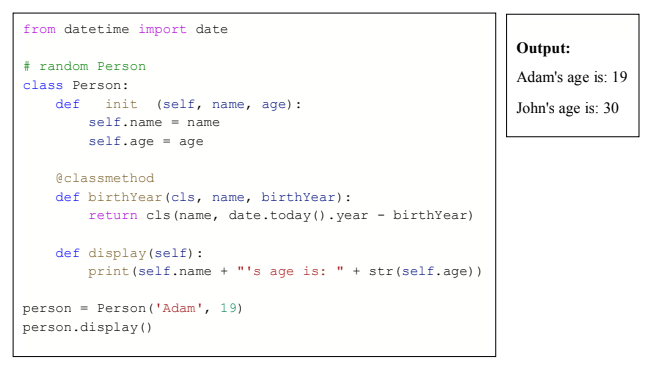 from datetime import date
# random Person
class Person:
    def   init  (self, name, age):
        self.name = name
        self.age = age
    @classmethod
    def birthYear(cls, name, birthYear):
        return cls(name, date.today().year - birthYear)
    def display(self):
        print(self.name + "'s age is: " + str(self.age))
person = Person('Adam', 19)
person.display()
Output:
Adam's age is: 19
John's age is: 30